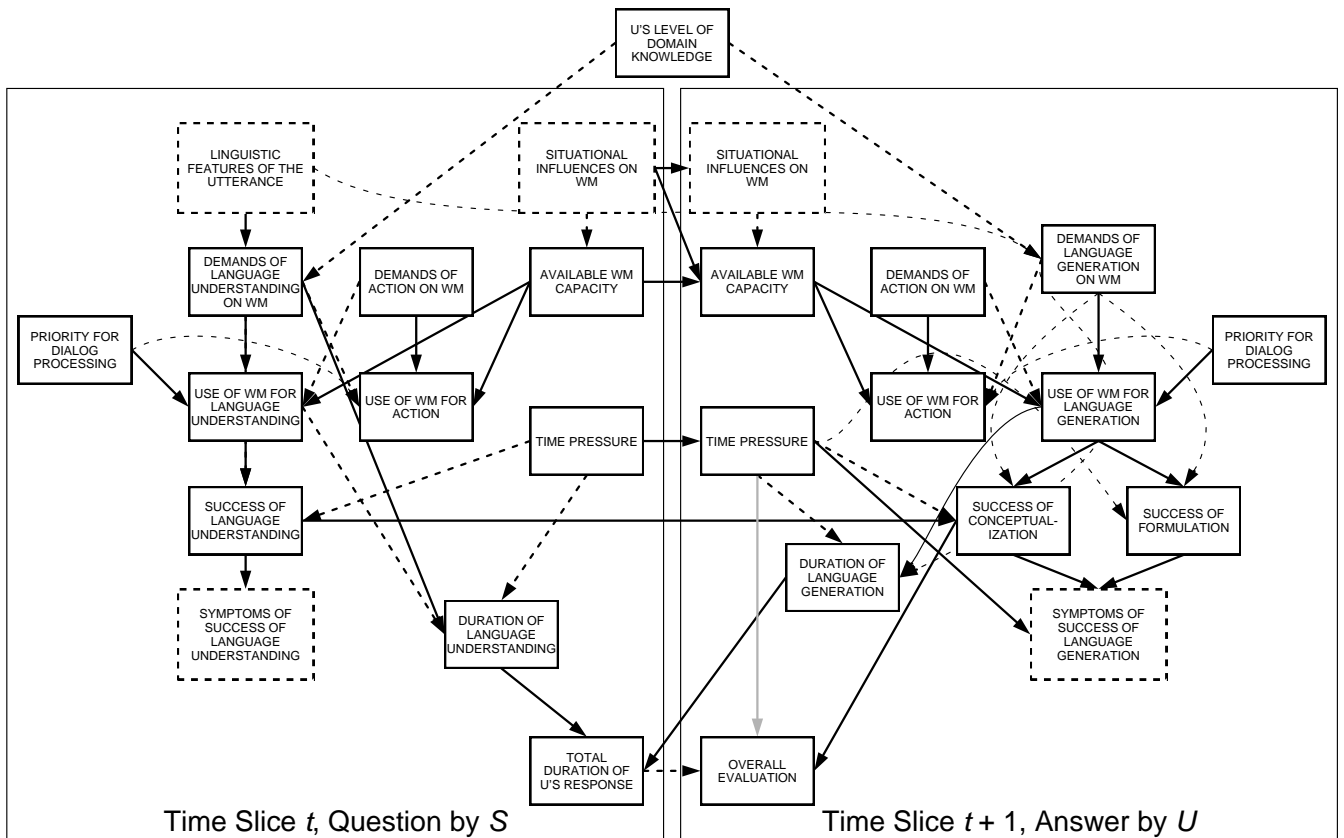 U'S LEVEL OF
DOMAIN
KNOWLEDGE
LINGUISTIC
FEATURES OF THE
UTTERANCE
SITUATIONAL
INFLUENCES ON
WM
DEMANDS OF
LANGUAGE
UNDERSTANDING
ON WM
DEMANDS OF
ACTION ON WM
AVAILABLE WM
CAPACITY
PRIORITY FOR
DIALOG
PROCESSING
USE OF WM FOR
LANGUAGE
UNDERSTANDING
USE OF WM FOR
ACTION
TIME PRESSURE
SUCCESS OF
LANGUAGE
UNDERSTANDING
SYMPTOMS OF
SUCCESS OF
LANGUAGE
UNDERSTANDING
DURATION OF
LANGUAGE
UNDERSTANDING
TOTAL
DURATION OF
U'S RESPONSE
Time Slice t, Question by S
SITUATIONAL
INFLUENCES ON
WM
AVAILABLE WM
CAPACITY
DEMANDS OF
ACTION ON WM
DEMANDS OF
LANGUAGE
GENERATION
ON WM
PRIORITY FOR
DIALOG
PROCESSING
USE OF WM FOR
ACTION
USE OF WM FOR
LANGUAGE
GENERATION
TIME PRESSURE
SUCCESS OF
CONCEPTUAL-
IZATION
SUCCESS OF
FORMULATION
DURATION OF
LANGUAGE
GENERATION
SYMPTOMS OF
SUCCESS OF
LANGUAGE
GENERATION
OVERALL
EVALUATION
Time Slice t + 1, Answer by U